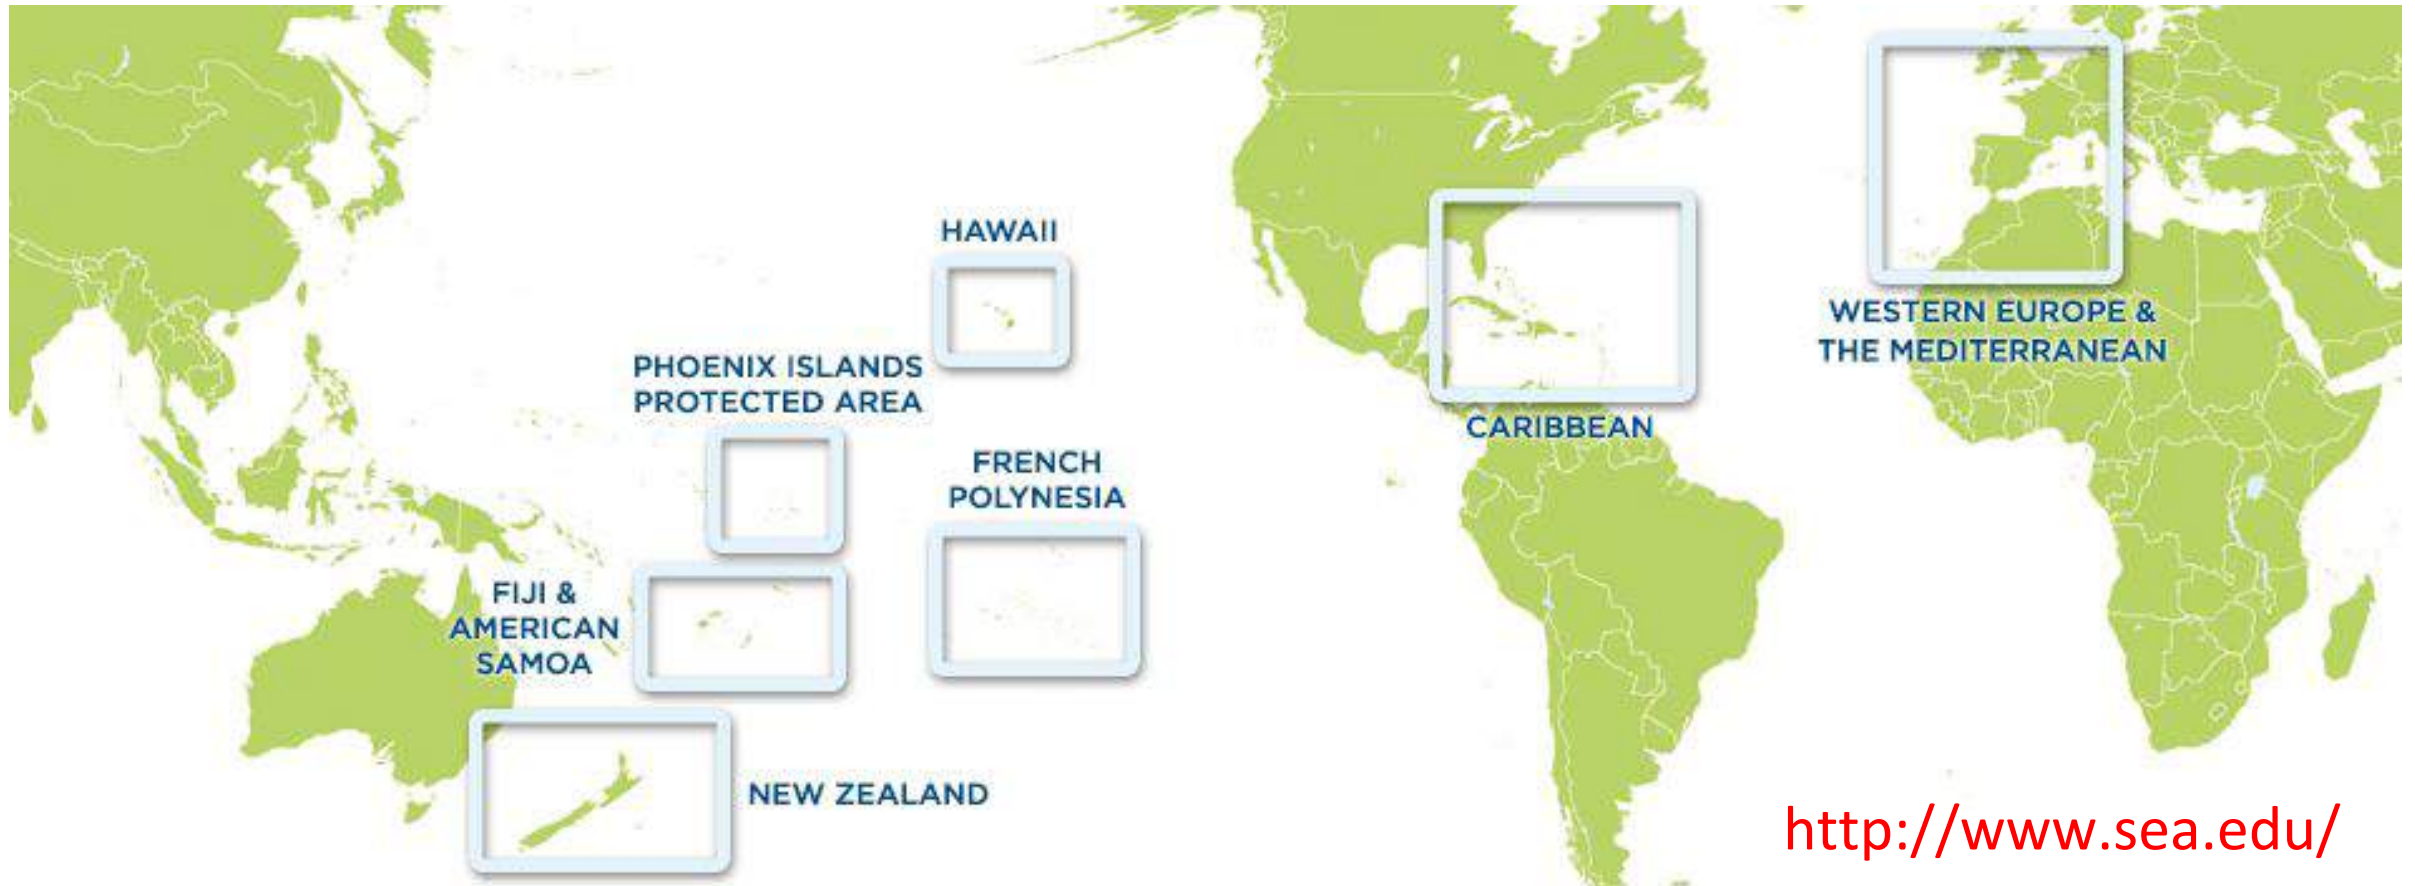 HAWAII
PHOENIX ISLANDS
PROTECTED AREA
FRENCH
POLYNESIA
FIJI &
AMERICAN
SAMOA
NEW ZEALAND
CARIBBEAN
WESTERN EUROPE &
THE MEDITERRANEAN
http://www.sea.edu/